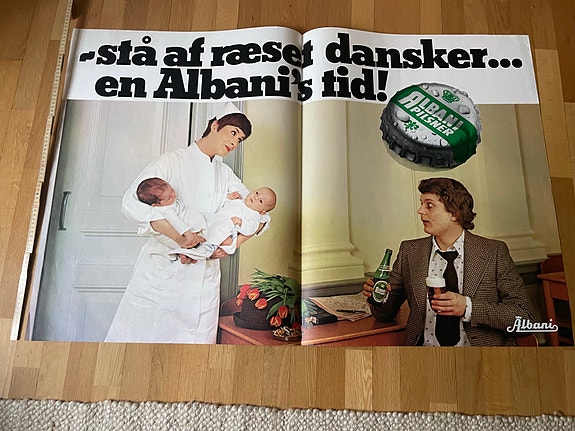 -stå af ræset dansker...
en Albani's tid!
ALBANI
PILSNER
Albani